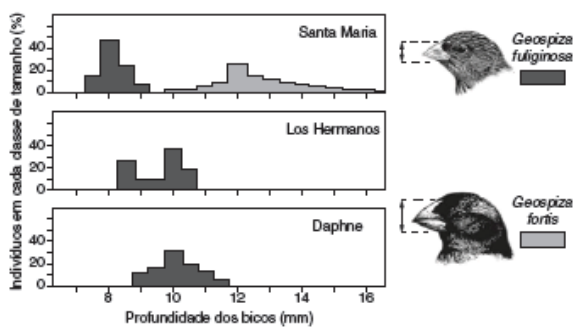 Indivíduos em cada classe de tamanho (%)
Santa Maria
40
20
0
Los Hermanos
40
20
0
Daphne
40
20
0
8 10 12 14 16
Profundidade dos bicos (mm)
Geospiza
fuliginosa
Geospiza
fortis